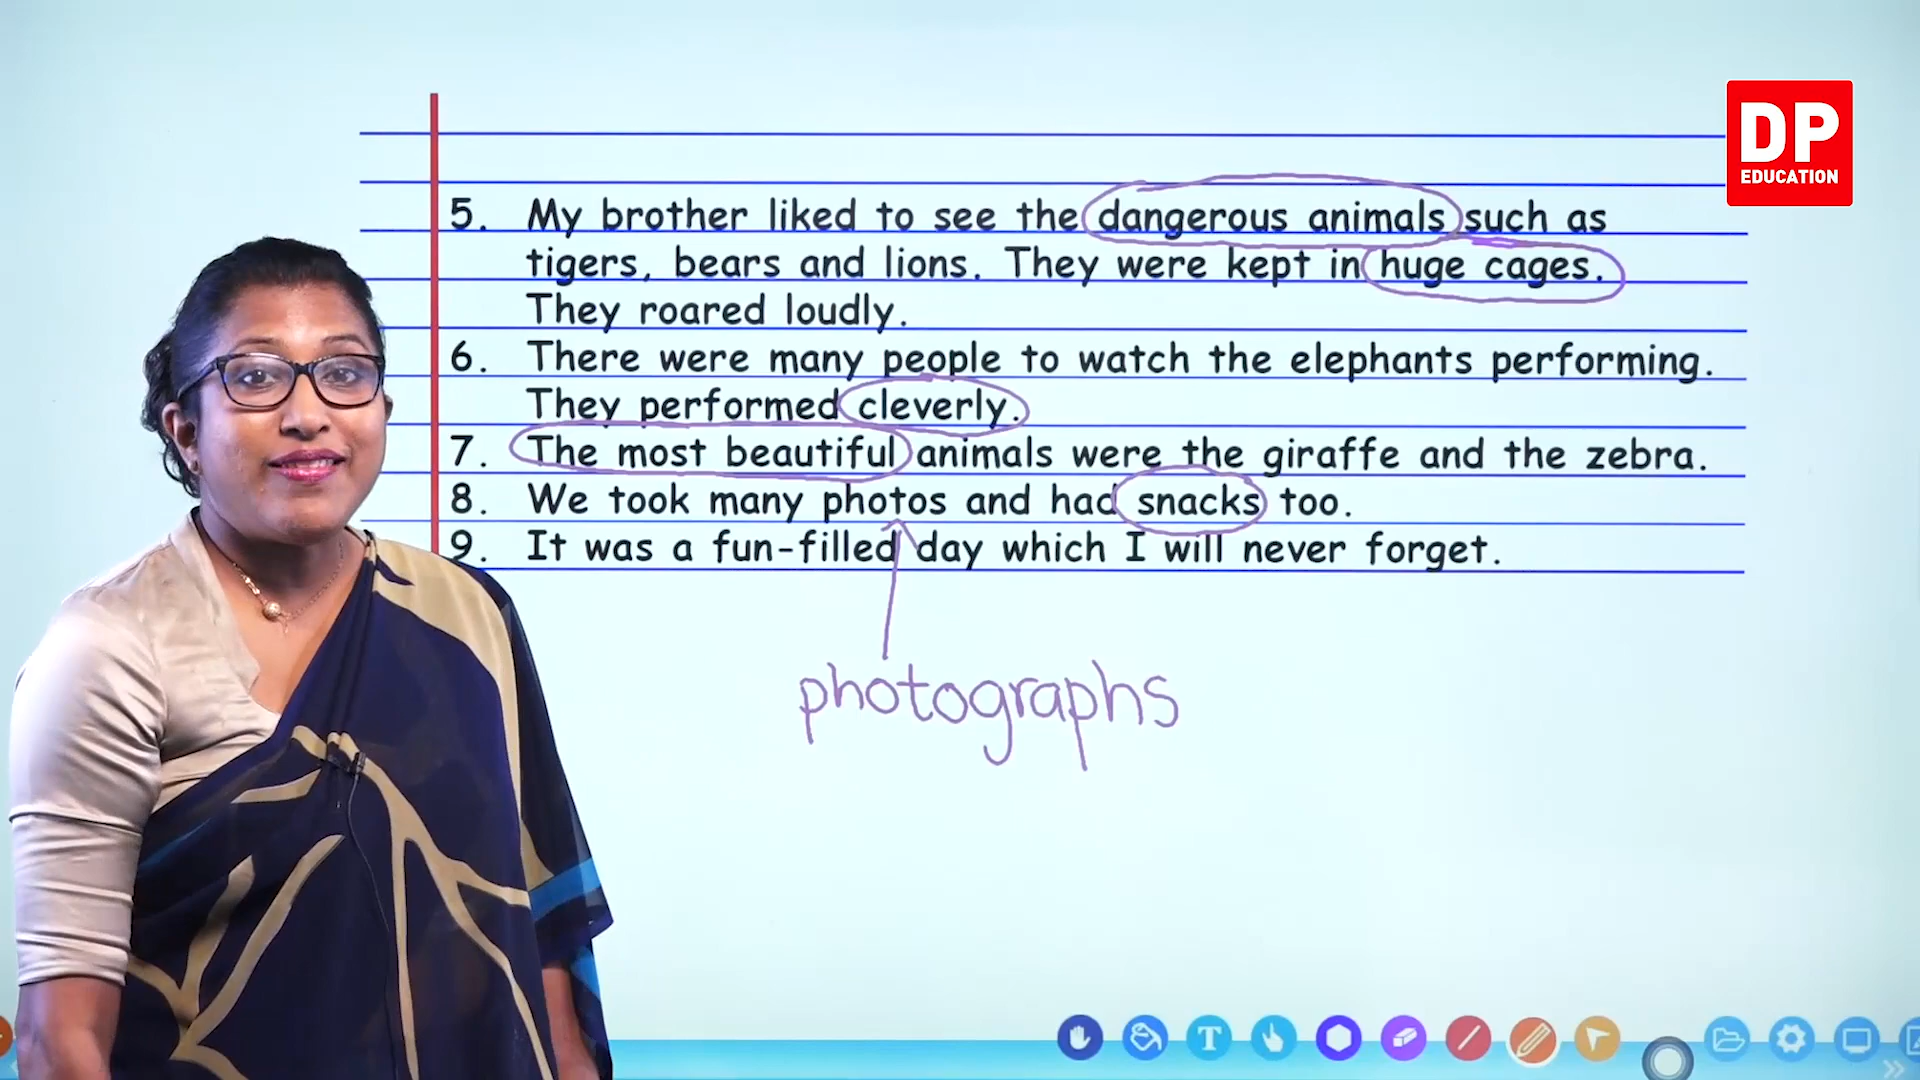 DP
EDUCATION
5. My brother liked to see the dangerous animals such as
tigers, bears and lions. They were kept in huge cages.
They roared loudly.
6. There were many people to watch the elephants performing.
They performed cleverly.
7. The most beautiful animals were the giraffe and the zebra.
8. We took many photos and had snacks too.
9. It was a fun-filled day which I will never forget.
photographs
T